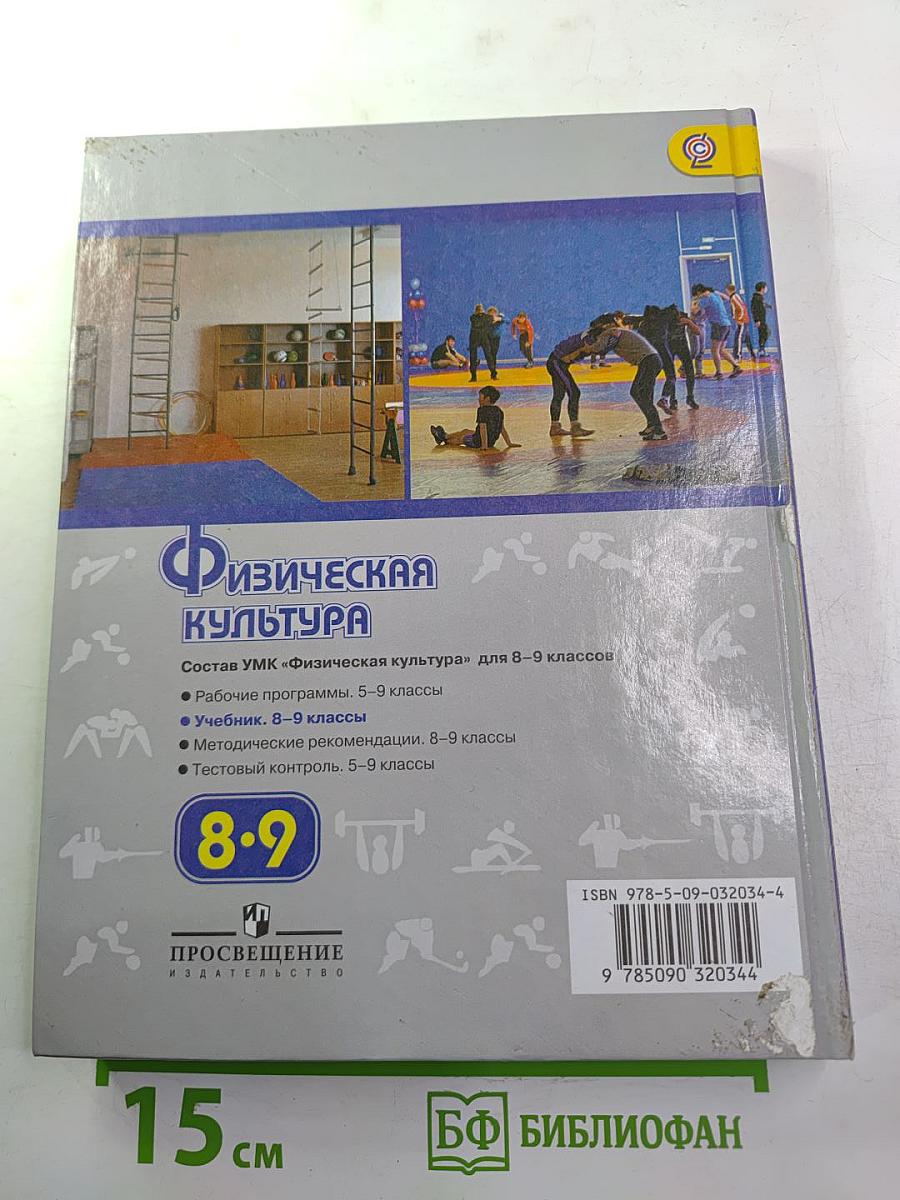 Физическая
культура
Состав УМК «Физическая культура» для 8–9 классов
• Рабочие программы. 5–9 классы
• Учебник. 8–9 классы
• Методические рекомендации. 8–9 классы
• Тестовый контроль. 5–9 классы
8•9
ИП
ПРОСВЕЩЕНИЕ
ИЗДАТЕЛЬСТВО
ISBN 978-5-09-032034-4
9 785090 320344
15 см
БФ БИБЛИОФАН